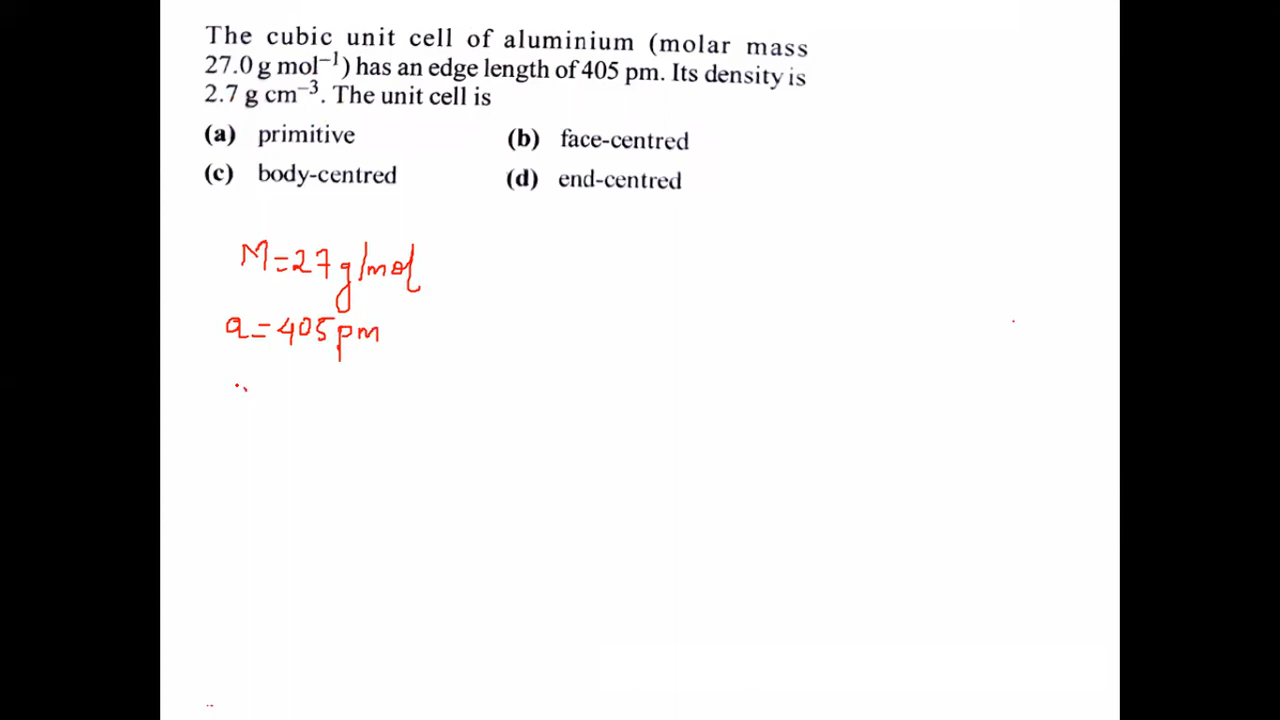 The cubic unit cell of aluminium (molar mass
27.0 g mol⁻¹) has an edge length of 405 pm. Its density is
2.7 g cm⁻³. The unit cell is
(a) primitive (b) face-centred
(c) body-centred (d) end-centred
M=27 g/mol
a=405pm